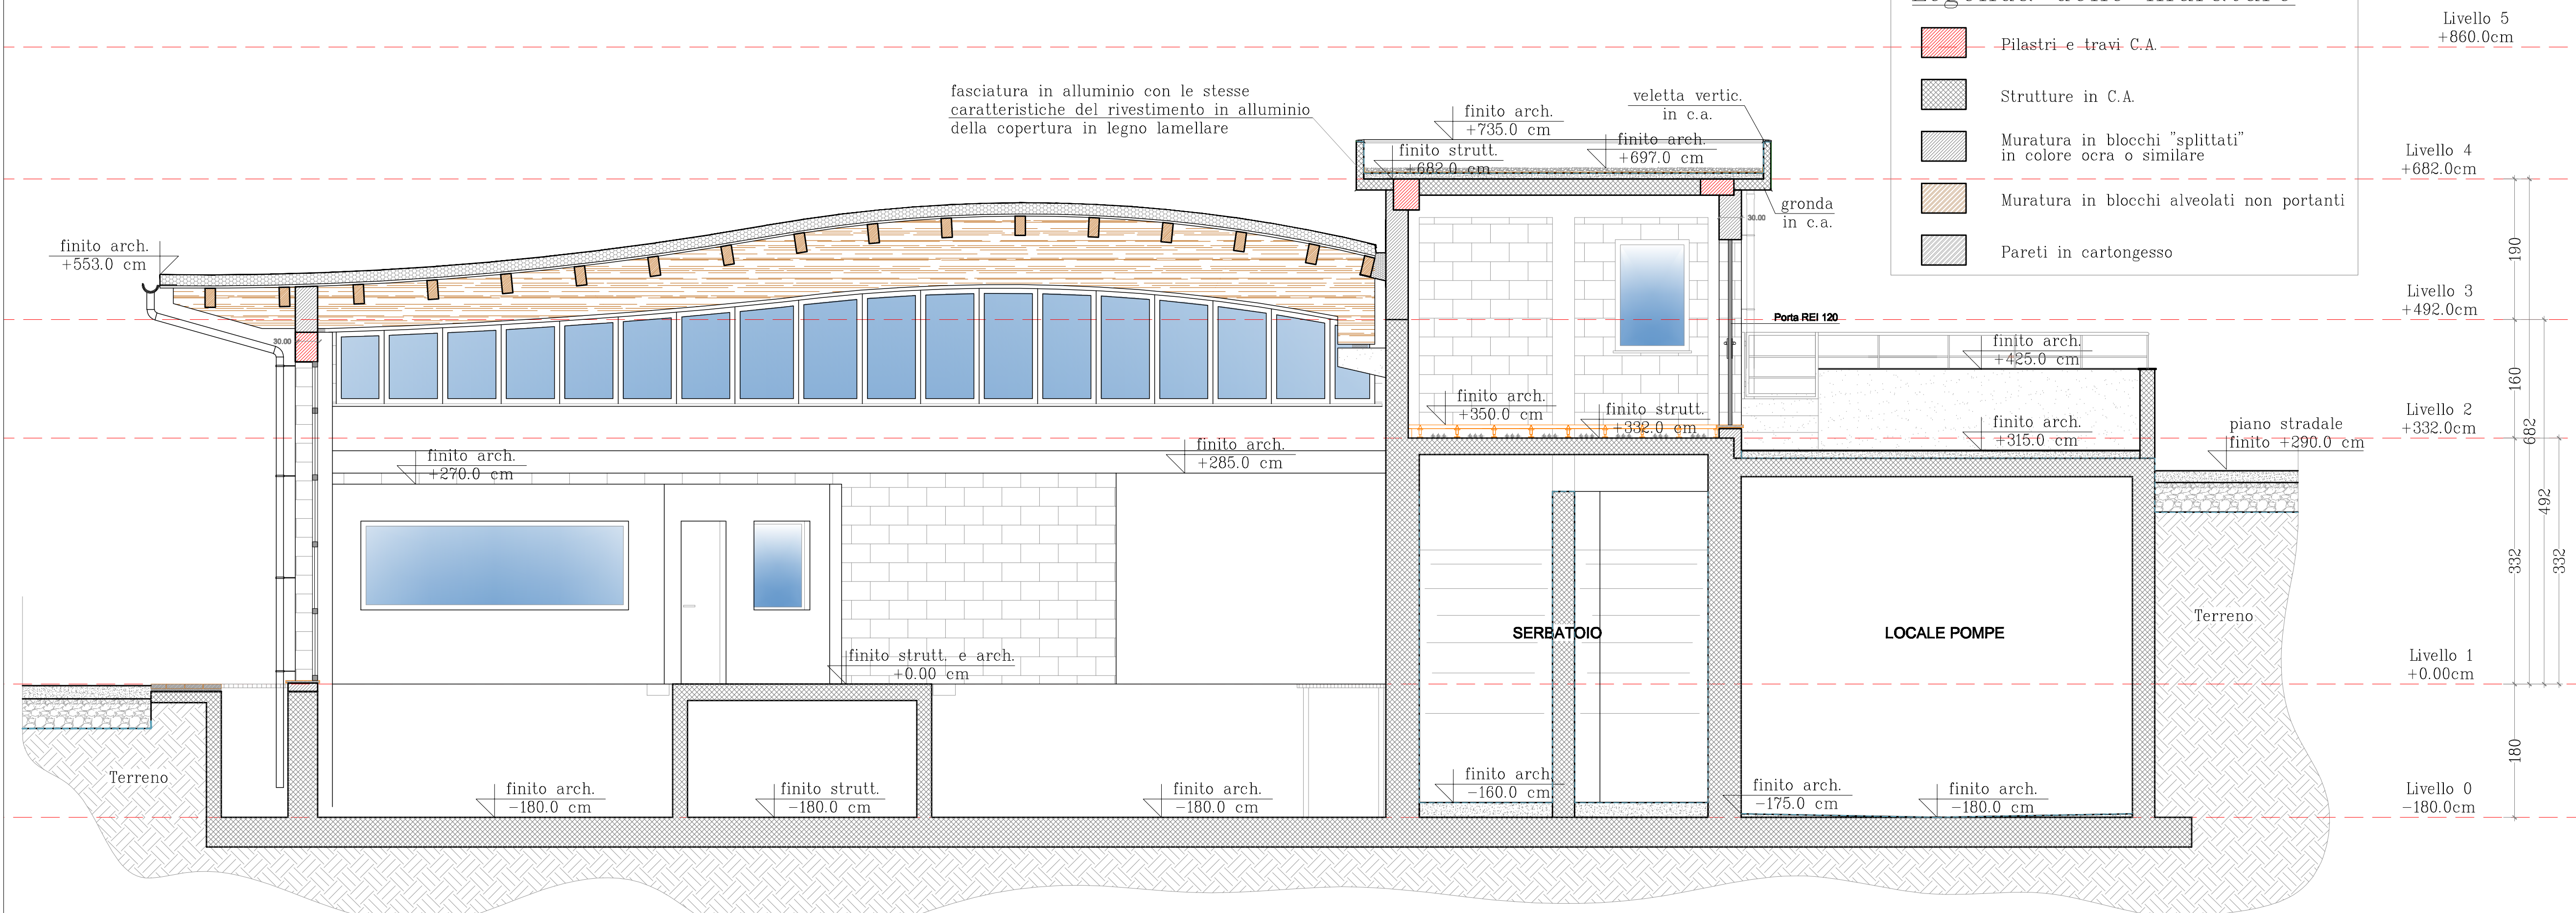 Livello 5
+860.0cm
Pilastri e travi C.A.
Strutture in C.A.
Muratura in blocchi "splittati"
in colore ocra o similare
Muratura in blocchi alveolati non portanti
Pareti in cartongesso
fasciatura in alluminio con le stesse
caratteristiche del rivestimento in alluminio
della copertura in legno lamellare
finito arch.
+735.0 cm
veletta vertic.
in c.a.
finito strutt.
+682.0 cm
finito arch.
+697.0 cm
Livello 4
+682.0cm
gronda
in c.a.
30.00
finito arch.
+553.0 cm
Livello 3
+492.0cm
Porta REI 120
30.00
finito arch.
+425.0 cm
finito arch.
+350.0 cm
finito strutt.
+332.0 cm
finito arch.
+315.0 cm
piano stradale
finito +290.0 cm
Livello 2
+332.0cm
finito arch.
+270.0 cm
finito arch.
+285.0 cm
190
160
682
492
332
332
180
SERBATOIO
LOCALE POMPE
Terreno
finito strutt. e arch.
+0.00 cm
Livello 1
+0.00cm
Terreno
finito arch.
-180.0 cm
finito strutt.
-180.0 cm
finito arch.
-180.0 cm
finito arch.
-160.0 cm
finito arch.
-175.0 cm
finito arch.
-180.0 cm
Livello 0
-180.0cm